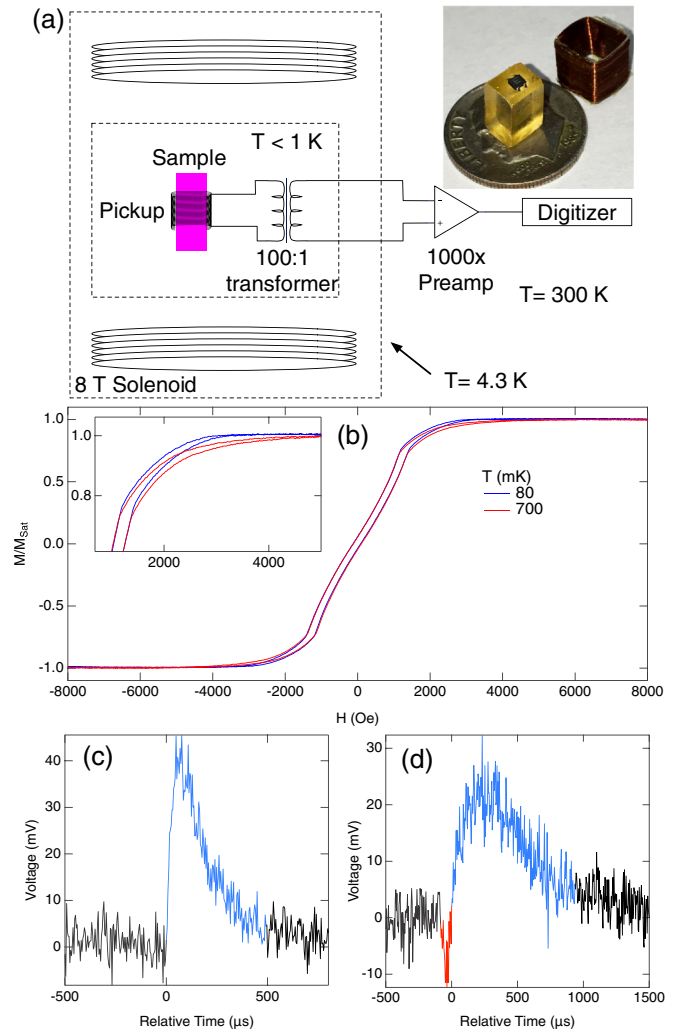 (a)
T < 1 K
Sample
Pickup
100:1
transformer
1000x
Preamp
-
+
Digitizer
T= 300 K
8 T Solenoid
T= 4.3 K
LIBERTY
(b)
1.0
0.8
2000
4000
T (mK)
80
700
1.0
0.5
0.0
-0.5
-1.0
M/MSat
-8000
-6000
-4000
-2000
0
2000
4000
6000
8000
H (Oe)
(c)
40
30
20
10
0
Voltage (mV)
-500
0
500
Relative Time (μs)
(d)
30
20
10
0
-10
Voltage (mV)
-500
0
500
1000
1500
Relative Time (μs)